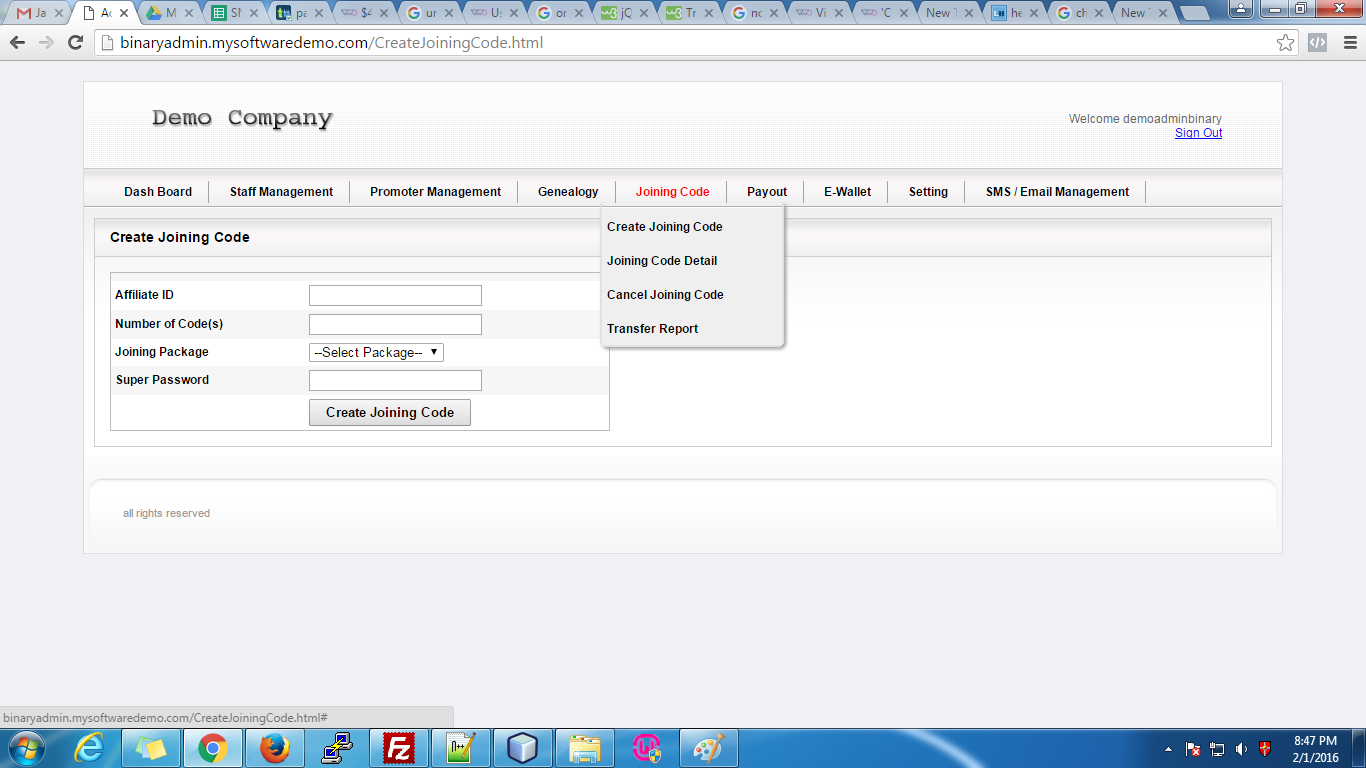 Ja
Ac
M
SM
pa
$4
ur
Us
or
jQ
Tr
nc
Vi
'C
New T
he
ch
New
binaryadmin.mysoftwaredemo.com/CreateJoiningCode.html
Demo Company
Welcome demoadminbinary
Sign Out
Dash Board
Staff Management
Promoter Management
Genealogy
Joining Code
Payout
E-Wallet
Setting
SMS / Email Management
Create Joining Code
Joining Code Detail
Cancel Joining Code
Transfer Report
Create Joining Code
Affiliate ID
Number of Code(s)
Joining Package
--Select Package--
Super Password
Create Joining Code
all rights reserved
binaryadmin.mysoftwaredemo.com/CreateJoiningCode.html#
8:47 PM
2/1/2016